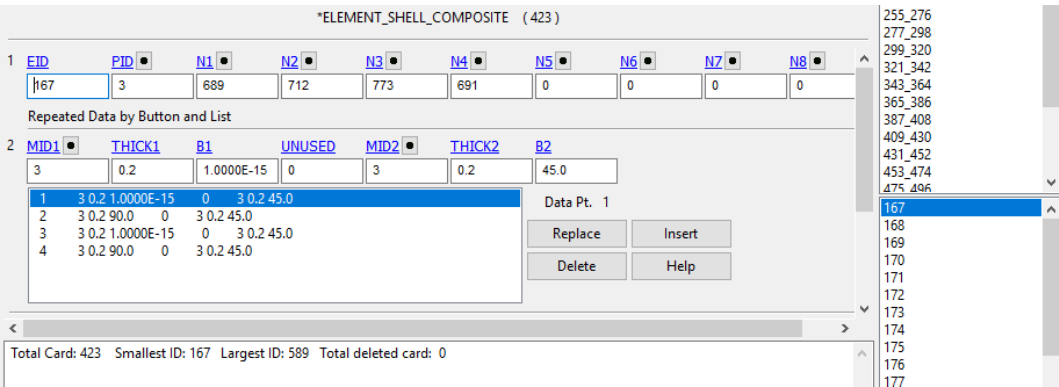 *ELEMENT_SHELL_COMPOSITE (423)
1 EID PID N1 N2 N3 N4 N5 N6 N7 N8
167 3 689 712 773 691 0 0 0 0
Repeated Data by Button and List
2 MID1 THICK1 B1 UNUSED MID2 THICK2 B2
3 0.2 1.0000E-15 0 3 0.2 45.0
1 3 0.2 1.0000E-15 0 3 0.2 45.0
2 3 0.2 90.0 0 3 0.2 45.0
3 3 0.2 1.0000E-15 0 3 0.2 45.0
4 3 0.2 90.0 0 3 0.2 45.0
Data Pt. 1
Replace Insert
Delete Help
Total Card: 423 Smallest ID: 167 Largest ID: 589 Total deleted card: 0
255_276
277_298
299_320
321_342
343_364
365_386
387_408
409_430
431_452
453_474
475_496
167
168
169
170
171
172
173
174
175
176
177